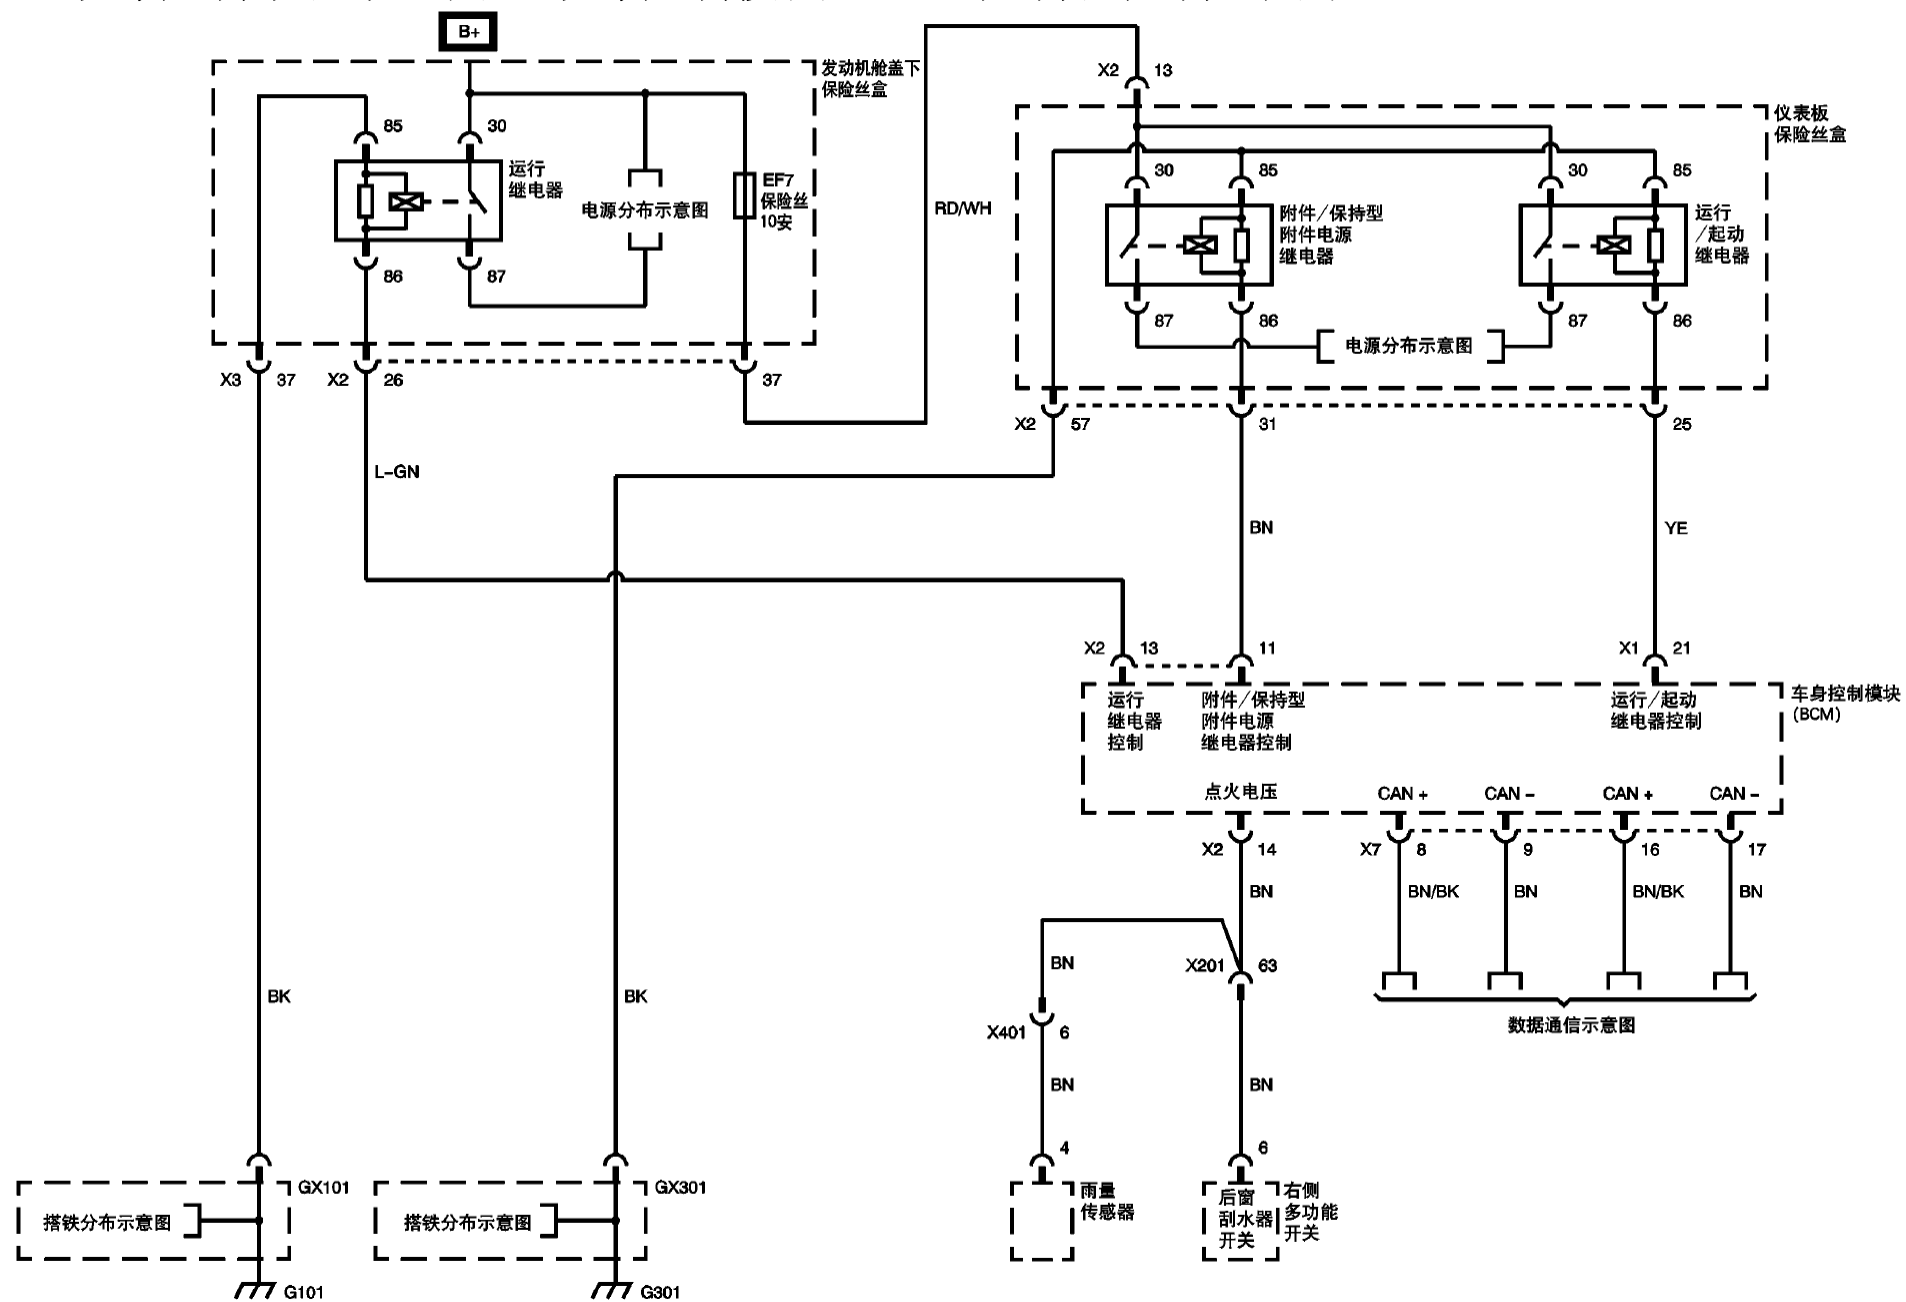 B+
发动机舱盖下
保险丝盒
85
30
运行
继电器
86
87
电源分布示意图
EF7
保险丝
10安
X3
37
X2
26
37
RD/WH
X2
13
仪表板
保险丝盒
30
85
附件/保持型
附件电源
继电器
87
86
30
85
运行
/起动
继电器
87
86
电源分布示意图
X2
57
31
25
L-GN
BN
YE
X2
13
11
X1
21
车身控制模块
(BCM)
运行
继电器
控制
附件/保持型
附件电源
继电器控制
运行/起动
继电器控制
点火电压
CAN +
CAN -
CAN +
CAN -
X2
14
X7
8
9
16
17
BN
BN/BK
BN
BN/BK
BN
BN
X201
63
BK
BK
X401
6
数据通信示意图
BN
BN
4
6
GX101
搭铁分布示意图
G101
GX301
搭铁分布示意图
G301
雨量
传感器
后窗
刮水器
开关
右侧
多功能
开关